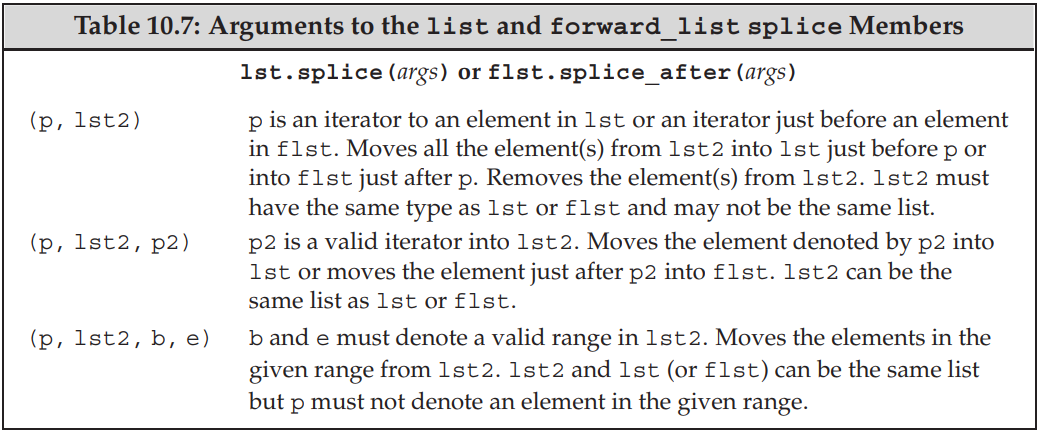 Table 10.7: Arguments to the list and forward_list splice Members
lst.splice(args) or flst.splice_after(args)
(p, lst2) p is an iterator to an element in lst or an iterator just before an element
in flst. Moves all the element(s) from lst2 into lst just before p or
into flst just after p. Removes the element(s) from lst2. lst2 must
have the same type as lst or flst and may not be the same list.
(p, lst2, p2) p2 is a valid iterator into lst2. Moves the element denoted by p2 into
lst or moves the element just after p2 into flst. lst2 can be the
same list as lst or flst.
(p, lst2, b, e) b and e must denote a valid range in lst2. Moves the elements in the
given range from lst2. lst2 and lst (or flst) can be the same list
but p must not denote an element in the given range.